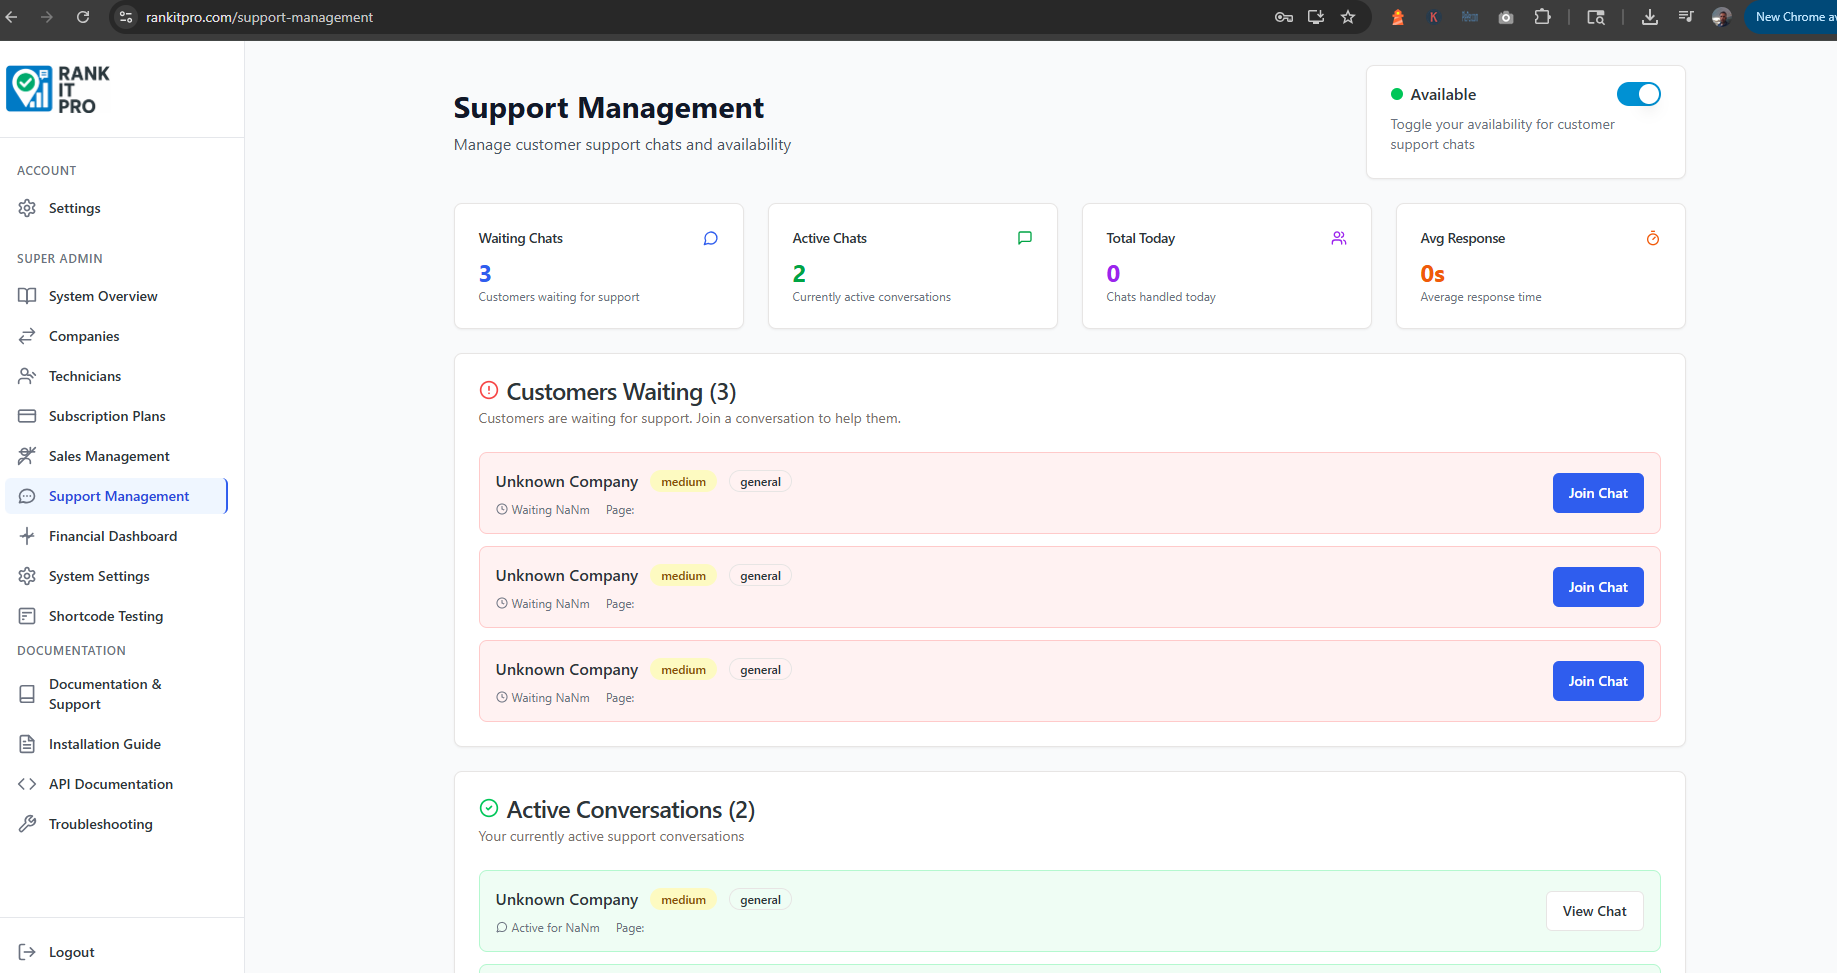 rankitpro.com/support-management
New Chrome av
RANK
IT
PRO
ACCOUNT
Settings
SUPER ADMIN
System Overview
Companies
Technicians
Subscription Plans
Sales Management
Support Management
Financial Dashboard
System Settings
Shortcode Testing
DOCUMENTATION
Documentation &
Support
Installation Guide
API Documentation
Troubleshooting
Logout
Support Management
Manage customer support chats and availability
Available
Toggle your availability for customer
support chats
Waiting Chats
3
Customers waiting for support
Active Chats
2
Currently active conversations
Total Today
0
Chats handled today
Avg Response
0s
Average response time
Customers Waiting (3)
Customers are waiting for support. Join a conversation to help them.
Unknown Company medium general
Waiting NaNm Page:
Join Chat
Unknown Company medium general
Waiting NaNm Page:
Join Chat
Unknown Company medium general
Waiting NaNm Page:
Join Chat
Active Conversations (2)
Your currently active support conversations
Unknown Company medium general
Active for NaNm Page:
View Chat